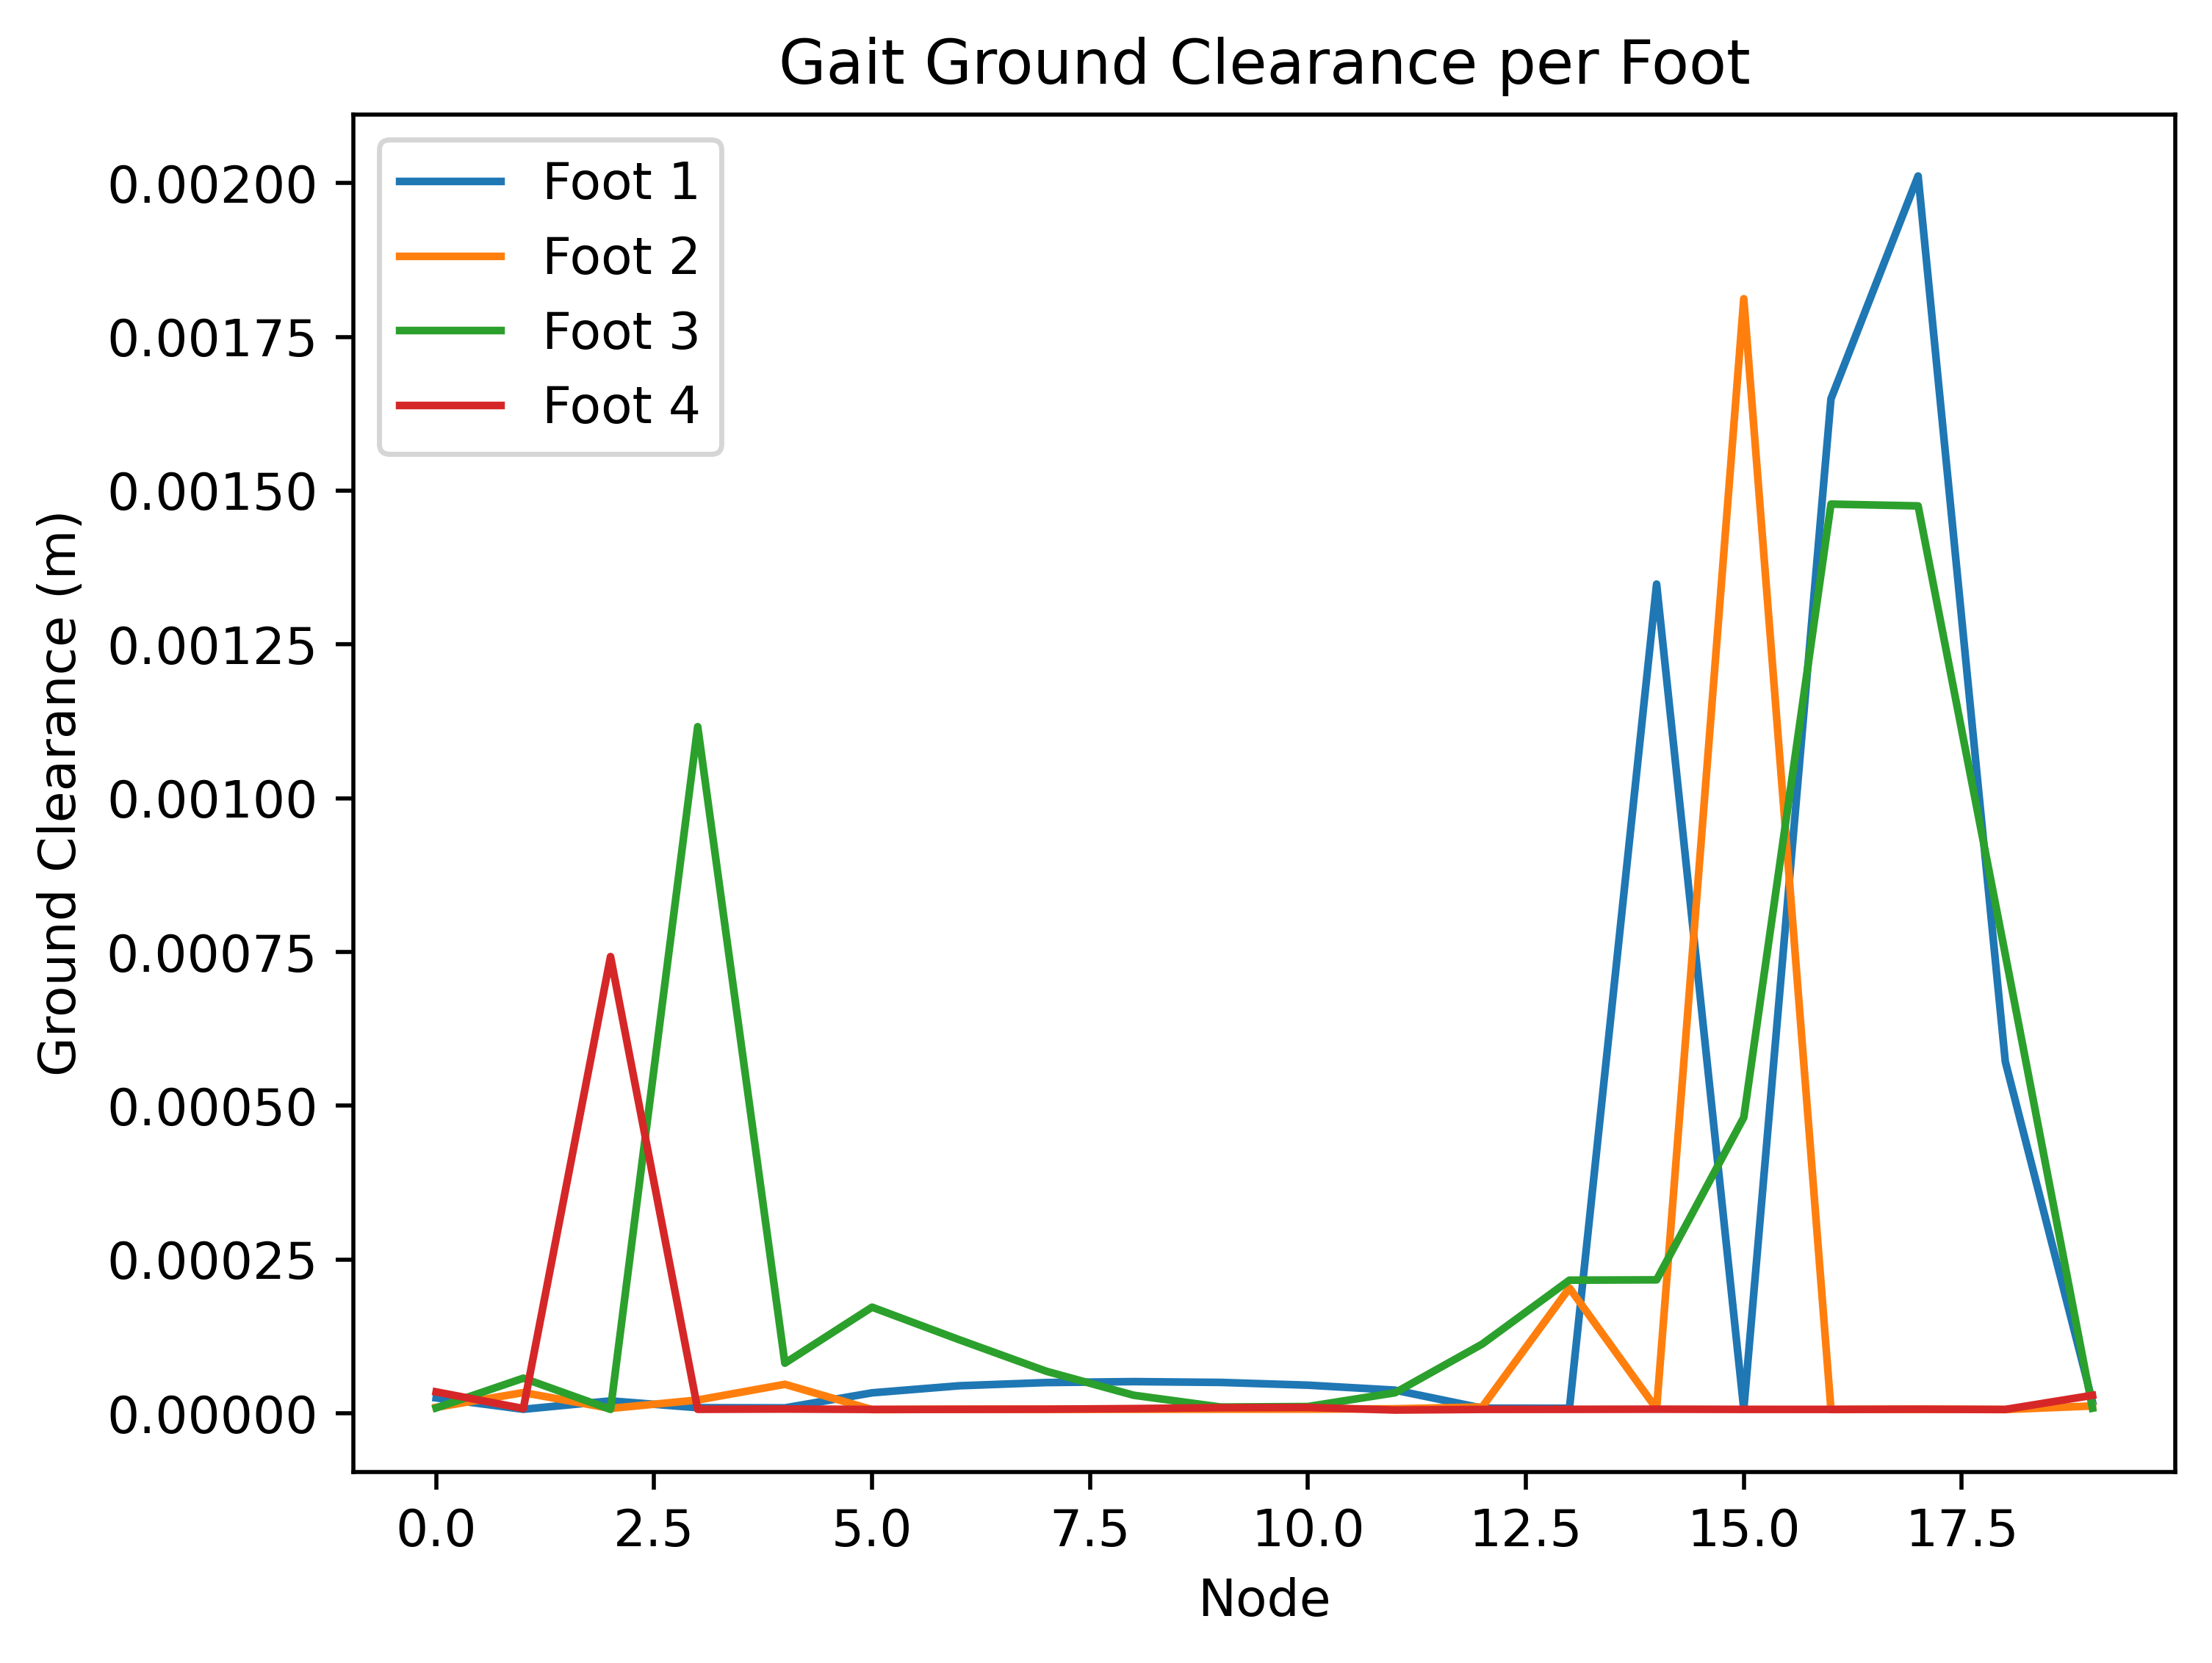 Gait Ground Clearance per Foot
Foot 1
Foot 2
Foot 3
Foot 4
0.00200
0.00175
0.00150
0.00125
0.00100
0.00075
0.00050
0.00025
0.00000
Ground Clearance (m)
0.0 2.5 5.0 7.5 10.0 12.5 15.0 17.5
Node